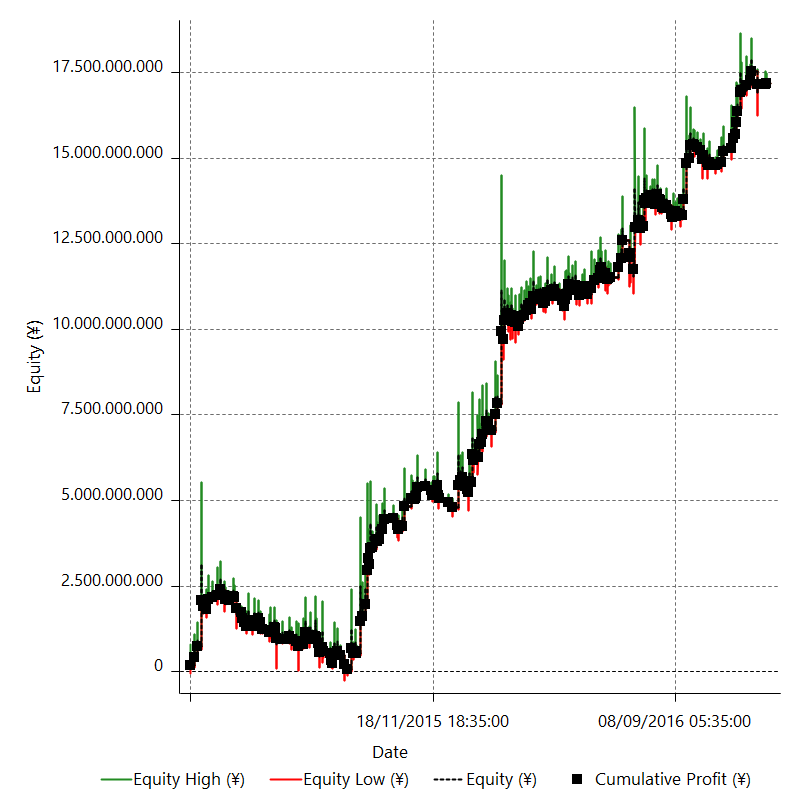 17.500.000.000
15.000.000.000
12.500.000.000
10.000.000.000
7.500.000.000
5.000.000.000
2.500.000.000
0
Equity (¥)
18/11/2015 18:35:00
08/09/2016 05:35:00
Date
Equity High (¥)
Equity Low (¥)
Equity (¥)
Cumulative Profit (¥)